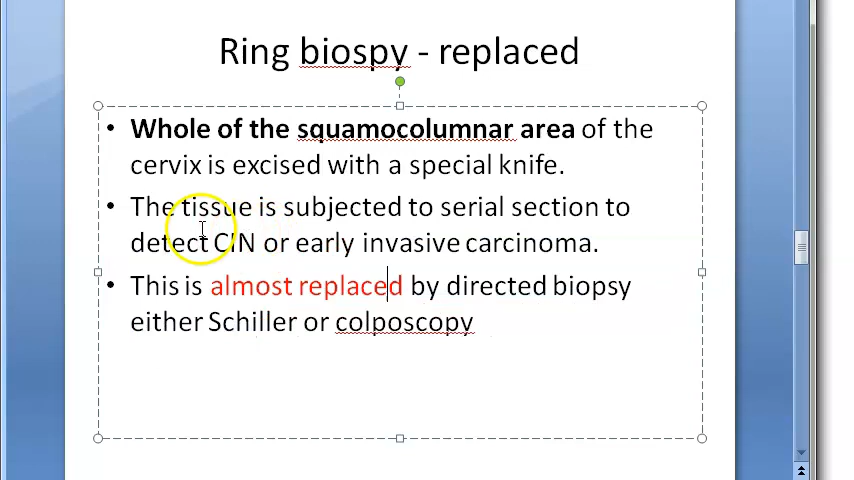 Ring biospy - replaced
• Whole of the squamocolumnar area of the
cervix is excised with a special knife.
• The tissue is subjected to serial section to
detect CIN or early invasive carcinoma.
• This is almost replaced by directed biopsy
either Schiller or colposcopy